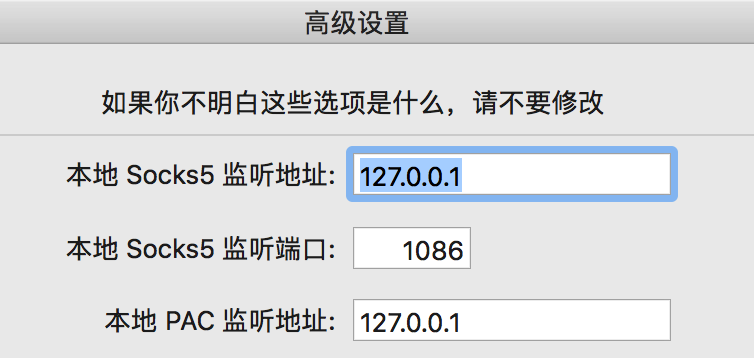 高级设置
如果你不明白这些选项是什么，请不要修改
本地 Socks5 监听地址: 127.0.0.1
本地 Socks5 监听端口: 1086
本地 PAC 监听地址: 127.0.0.1